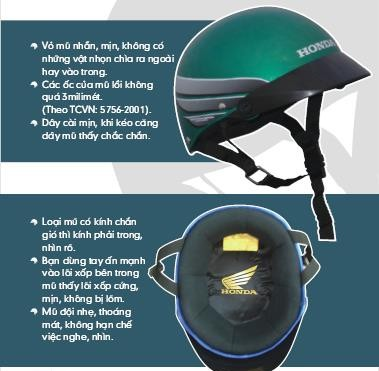 Vỏ mũ nhẵn, mịn, không có
những vật nhọn chìa ra ngoài
hay vào trong.
Các ốc của mũ lồi không
quá 3milimét.
(Theo TCVN: 5756-2001).
Dây cài mịn, khi kéo căng
dây mũ thấy chắc chắn.
HONDA
Loại mũ có kính chắn
gió thì kính phải trong,
nhìn rõ.
Bạn dùng tay ấn mạnh
vào lõi xốp bên trong
mũ thấy lõi xốp cứng,
mịn, không bị lõm.
Mũ đội nhẹ, thoáng
mát, không hạn chế
việc nghe, nhìn.
HONDA